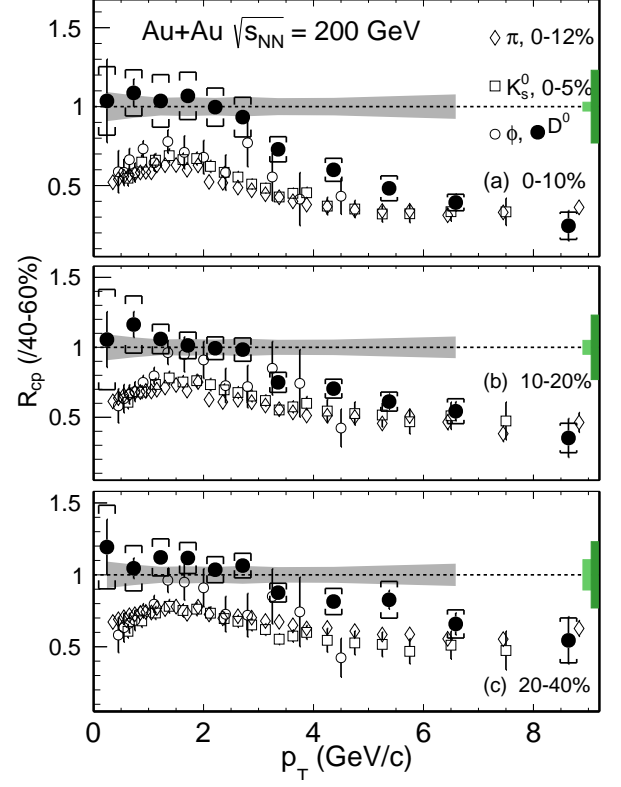 Au+Au √s_NN = 200 GeV
◇ π, 0-12%
□ K_s^0, 0-5%
○ ϕ, ● D^0
1.5
1
0.5
(a) 0-10%
R_cp (/40-60%)
1.5
1
0.5
(b) 10-20%
1.5
1
0.5
(c) 20-40%
0 2 4 6 8
p_T (GeV/c)